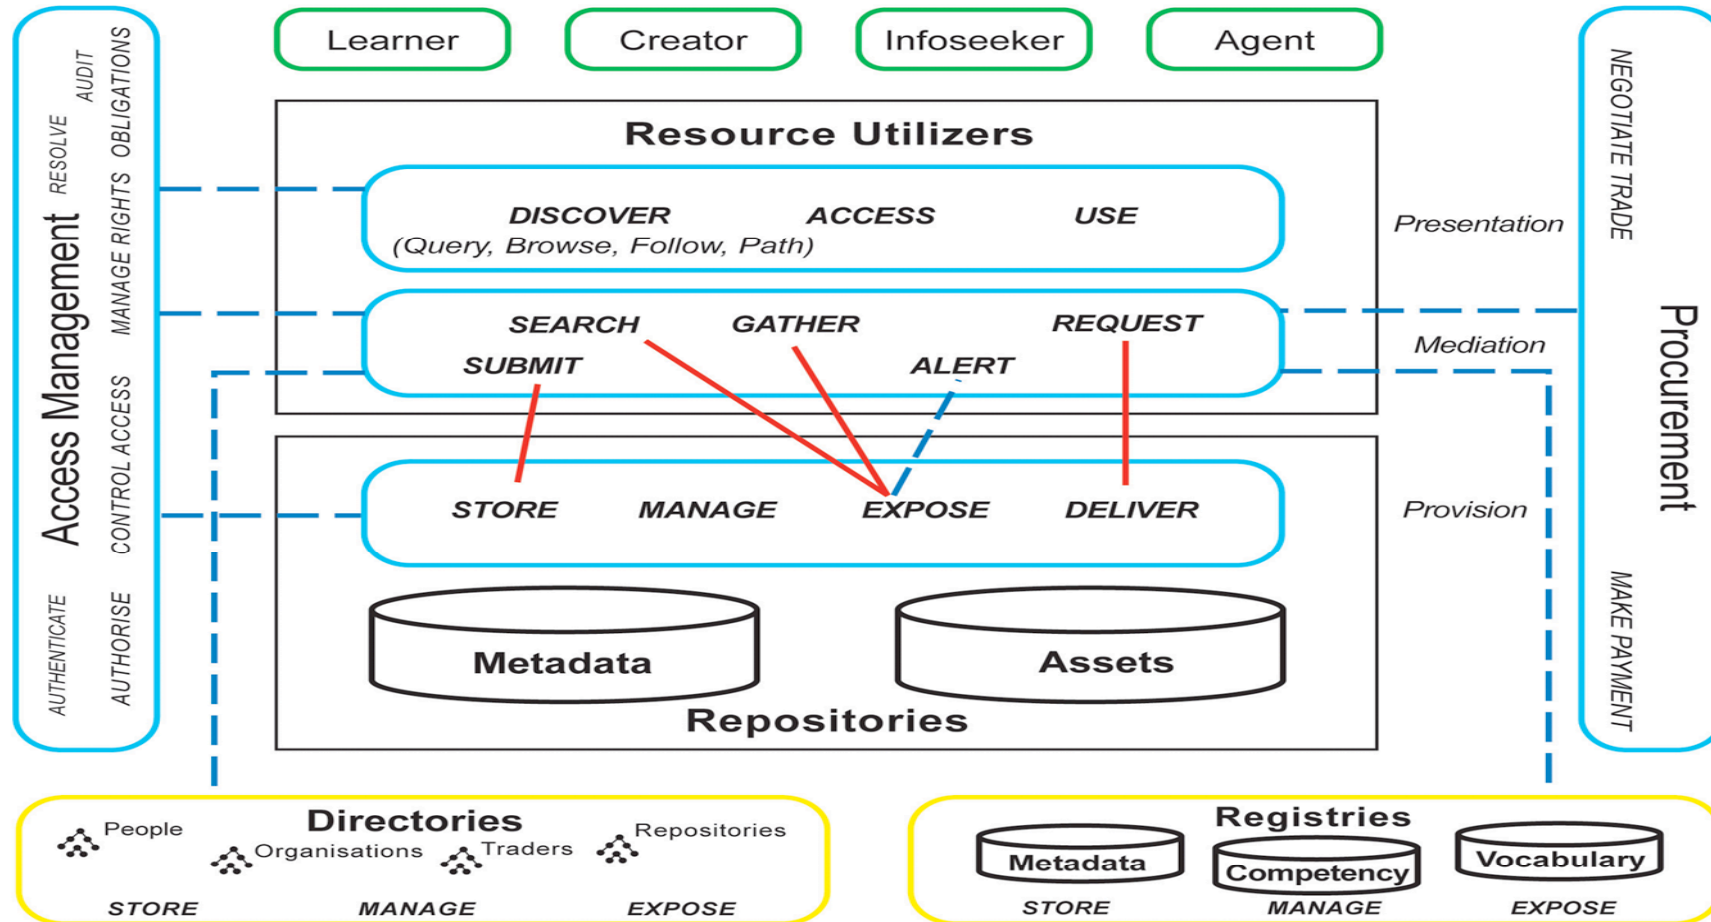 Learner
Creator
Infoseeker
Agent
Access Management
RESOLVE
AUDIT
AUTHENTICATE
AUTHORISE
CONTROL ACCESS
MANAGE RIGHTS
OBLIGATIONS
Resource Utilizers
DISCOVER
ACCESS
USE
(Query, Browse, Follow, Path)
Presentation
SEARCH
GATHER
REQUEST
SUBMIT
ALERT
Mediation
STORE
MANAGE
EXPOSE
DELIVER
Provision
Metadata
Assets
Repositories
NEGOTIATE TRADE
Procurement
MAKE PAYMENT
Directories
People
Organisations
Traders
Repositories
STORE
MANAGE
EXPOSE
Registries
Metadata
Competency
Vocabulary
STORE
MANAGE
EXPOSE